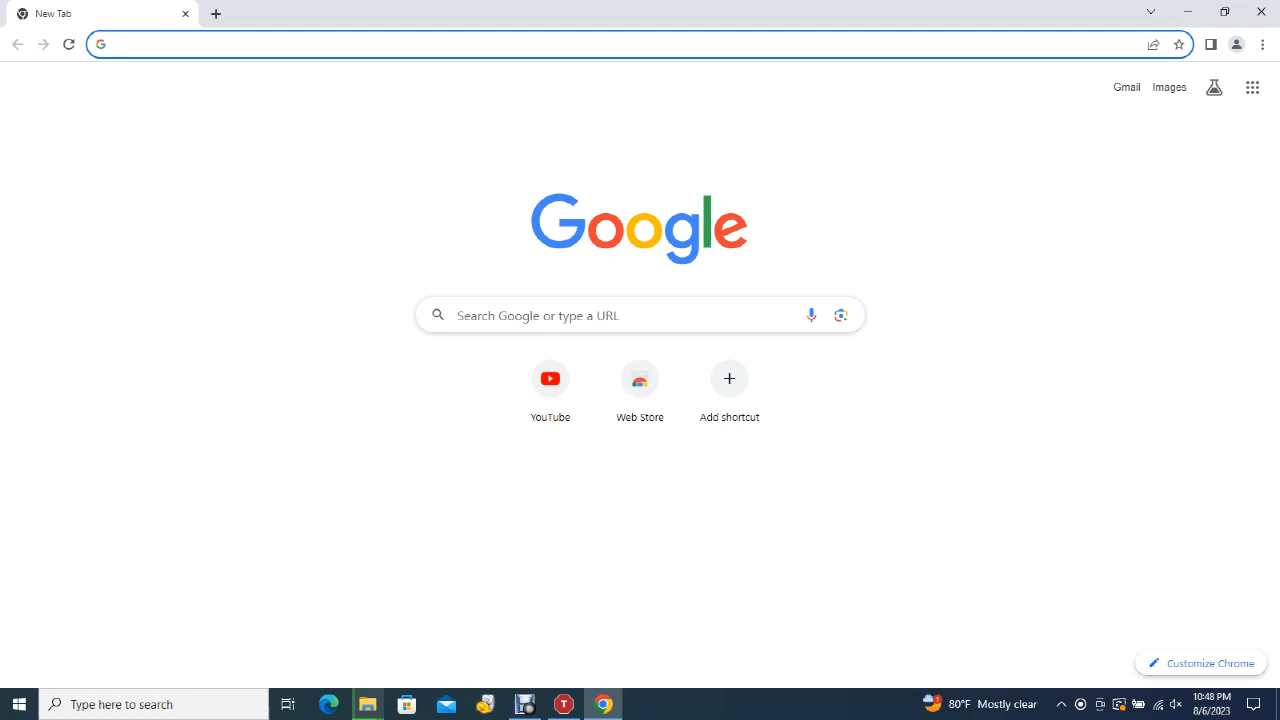 New Tab
Gmail Images
Google
Search Google or type a URL
YouTube
Web Store
Add shortcut
Customize Chrome
Type here to search
T
80°F Mostly clear
10:48 PM
8/6/2023